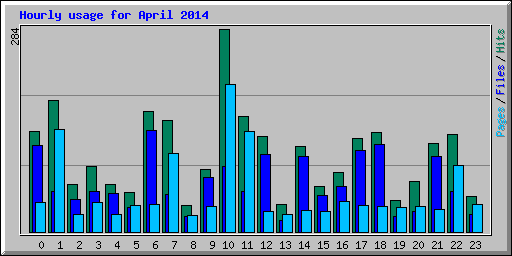 Hourly usage for April 2014
284
Pages/Files/Hits
0 1 2 3 4 5 6 7 8 9 10 11 12 13 14 15 16 17 18 19 20 21 22 23